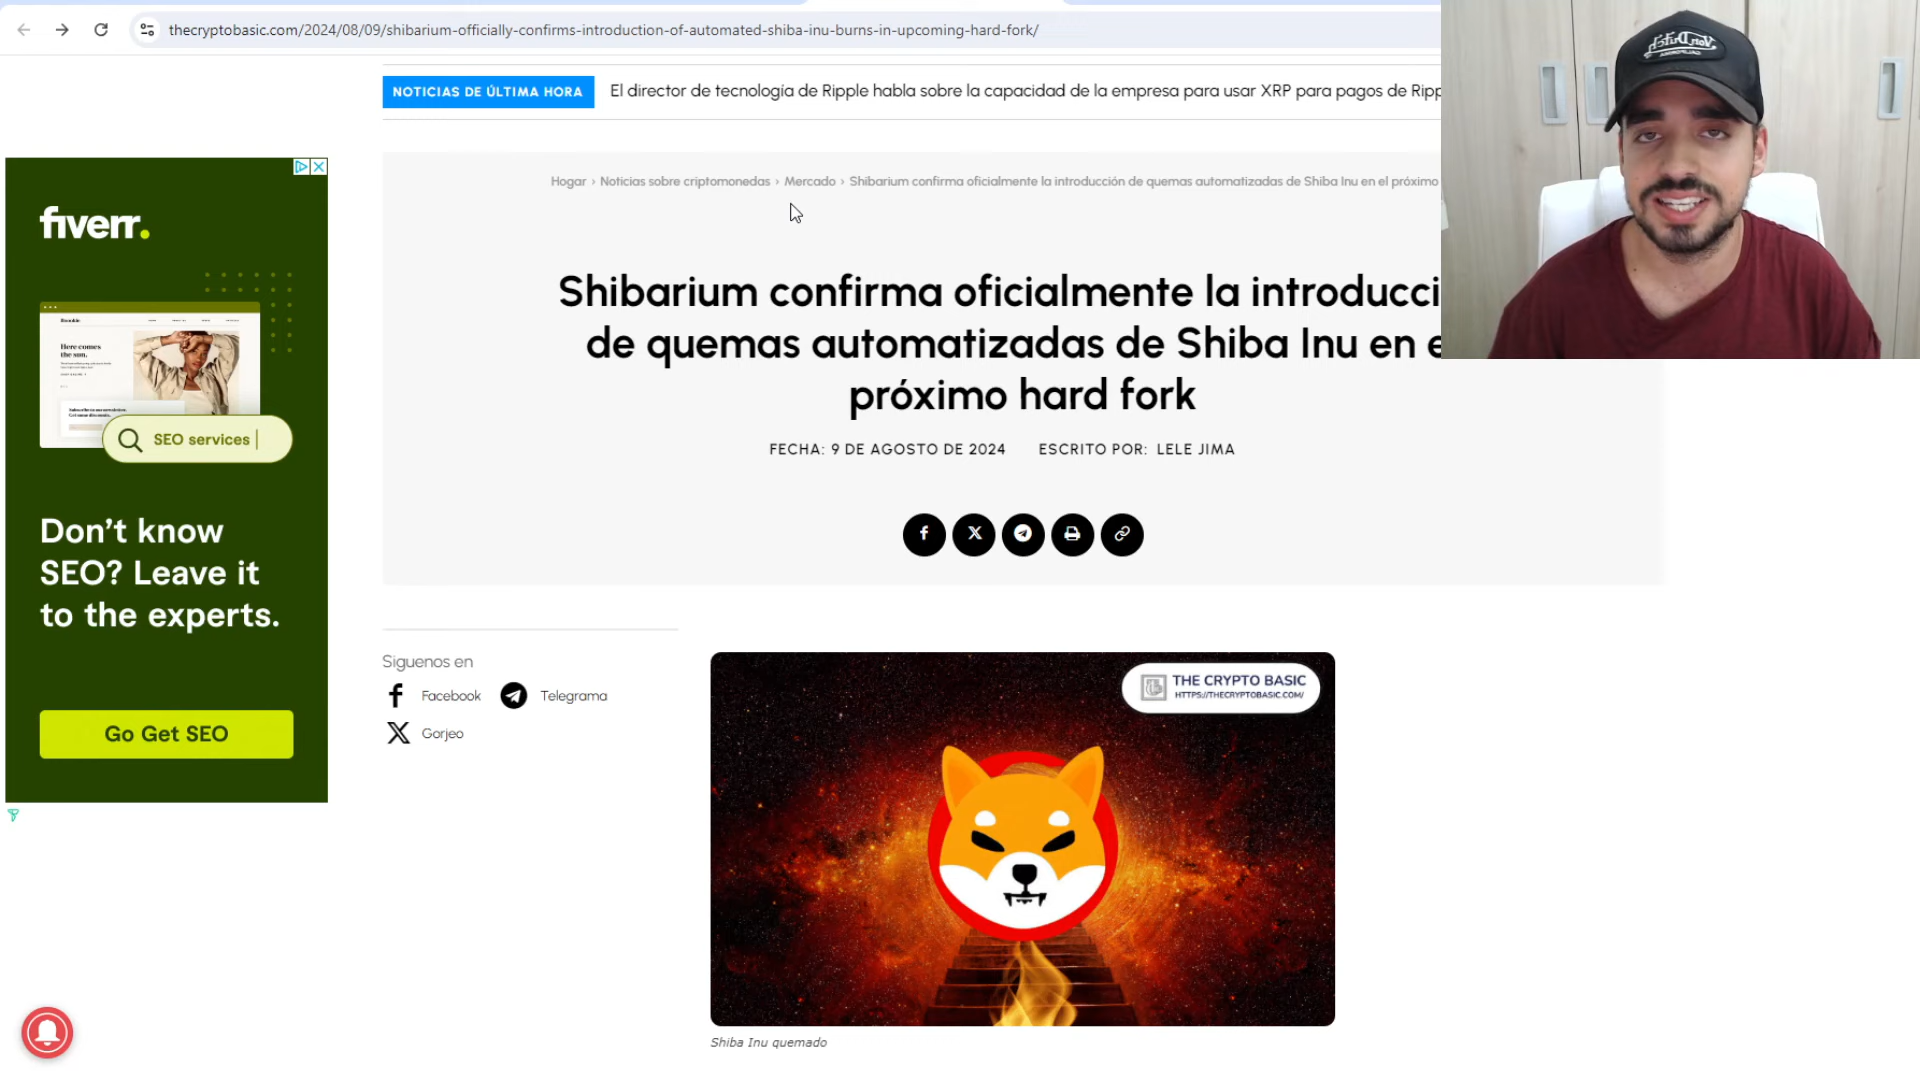 thecryptobasic.com/2024/08/09/shibarium-officially-confirms-introduction-of-automated-shiba-inu-burns-in-upcoming-hard-fork/
NOTICIAS DE ÚLTIMA HORA
El director de tecnología de Ripple habla sobre la capacidad de la empresa para usar XRP para pagos de Ripp
Hogar › Noticias sobre criptomonedas › Mercado › Shibarium confirma oficialmente la introducción de quemas automatizadas de Shiba Inu en el próximo
Von Dutch
Shibarium confirma oficialmente la introducci
de quemas automatizadas de Shiba Inu en e
próximo hard fork
FECHA: 9 DE AGOSTO DE 2024 ESCRITO POR: LELE JIMA
fiverr.
Here comes
the sun.
SEO services
Don't know
SEO? Leave it
to the experts.
Go Get SEO
Siguenos en
Facebook
Telegrama
Gorjeo
THE CRYPTO BASIC
HTTPS://THECRYPTOBASIC.COM/
Shiba Inu quemado